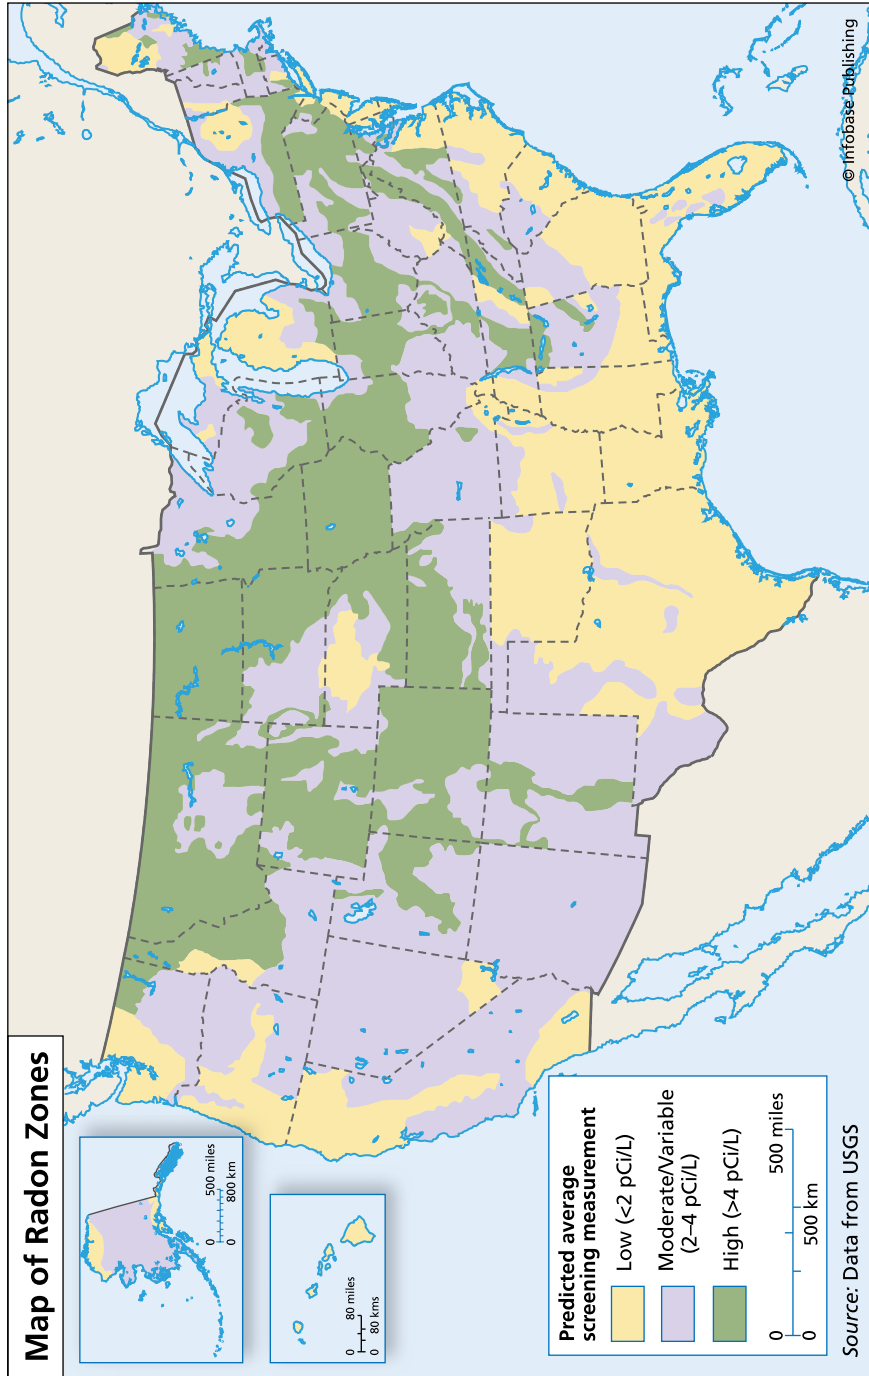 Map of Radon Zones
500 miles
0
0
800 km
80 miles
0
0
80 kms
Predicted average
screening measurement
Low (<2 pCi/L)
Moderate/Variable
(2–4 pCi/L)
High (>4 pCi/L)
0
500 miles
0
500 km
Source: Data from USGS
© Infobase Publishing